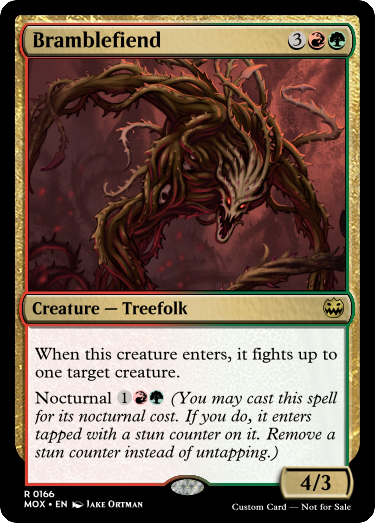 Bramblefiend 3
Creature — Treefolk
When this creature enters, it fights up to
one target creature.
Nocturnal 1 (You may cast this spell
for its nocturnal cost. If you do, it enters
tapped with a stun counter on it. Remove a
stun counter instead of untapping.)
4/3
R 0166
MOX • EN Jake Ortman
Custom Card — Not for Sale